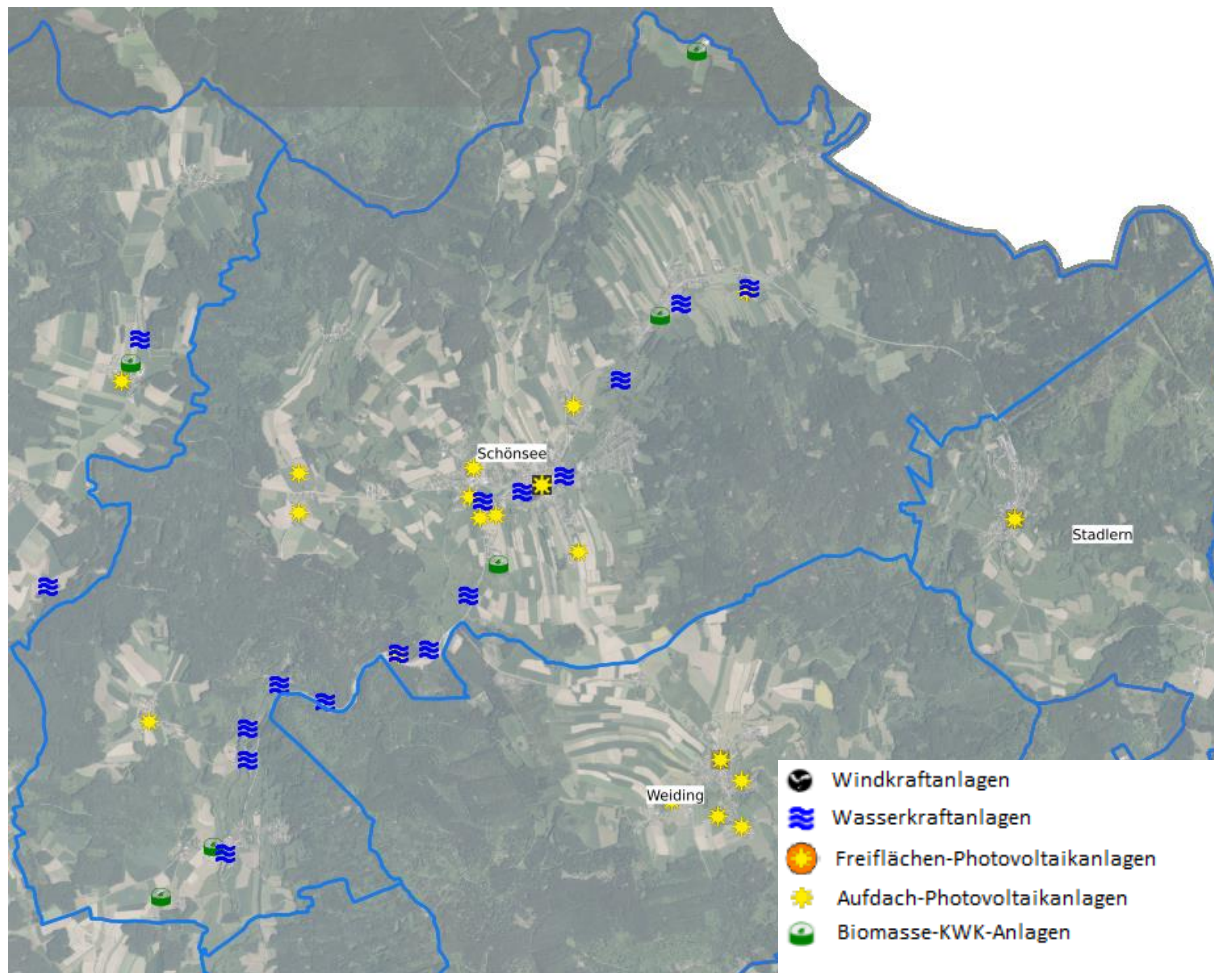 Schönsee
Stadlern
Weiding
Windkraftanlagen
Wasserkraftanlagen
Freiflächen-Photovoltaikanlagen
Aufdach-Photovoltaikanlagen
Biomasse-KWK-Anlagen